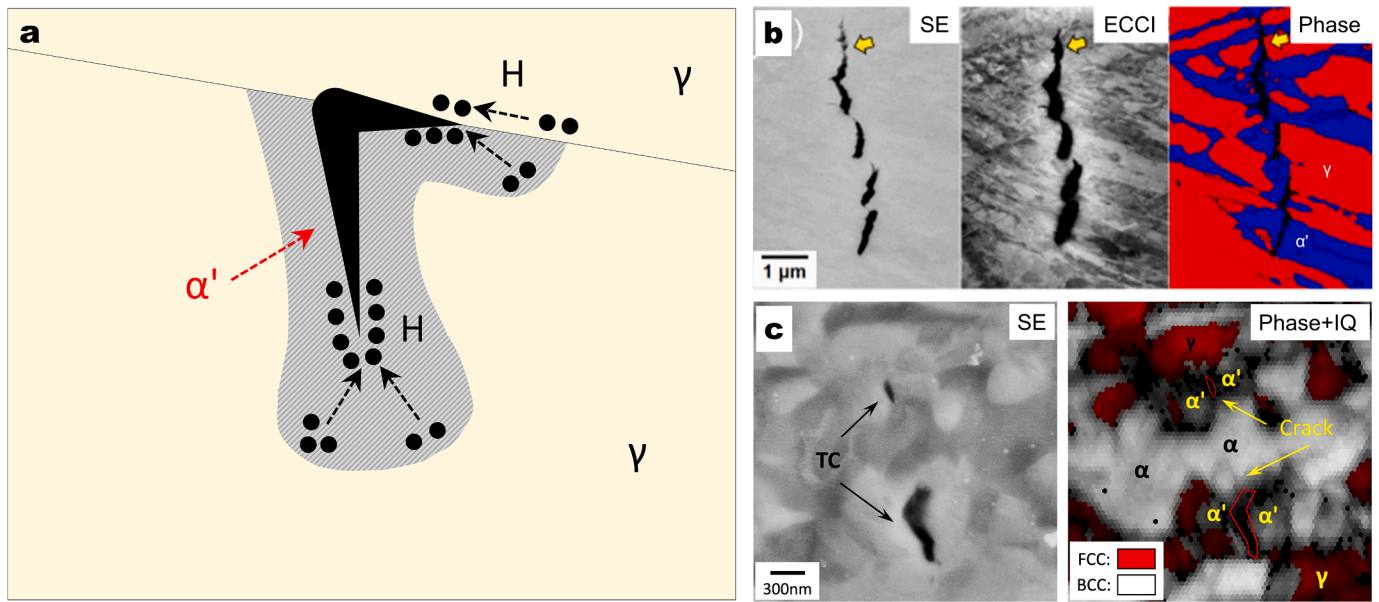 a
H
γ
α'
H
γ
b
)
SE
ECCI
Phase
γ
α'
1 μm
c
SE
TC
300nm
Phase+IQ
γ
α'
α'
Crack
α
α
α'
α'
FCC:
BCC:
γ